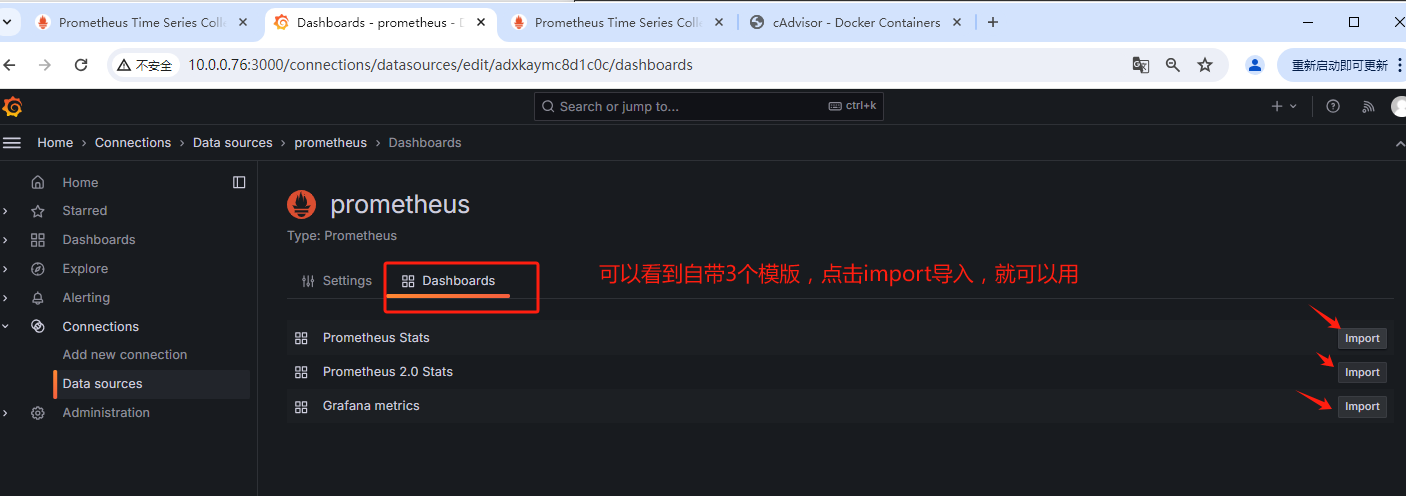 Prometheus Time Series Colle
Dashboards - prometheus - D
Prometheus Time Series Colle
cAdvisor - Docker Containers
不安全
10.0.0.76:3000/connections/datasources/edit/adxkaymc8d1c0c/dashboards
重新启动即可更新
Search or jump to...
ctrl+k
Home › Connections › Data sources › prometheus › Dashboards
Home
Starred
Dashboards
Explore
Alerting
Connections
Add new connection
Data sources
Administration
prometheus
Type: Prometheus
Settings
Dashboards
可以看到自带3个模版，点击import导入，就可以用
Prometheus Stats
Import
Prometheus 2.0 Stats
Import
Grafana metrics
Import